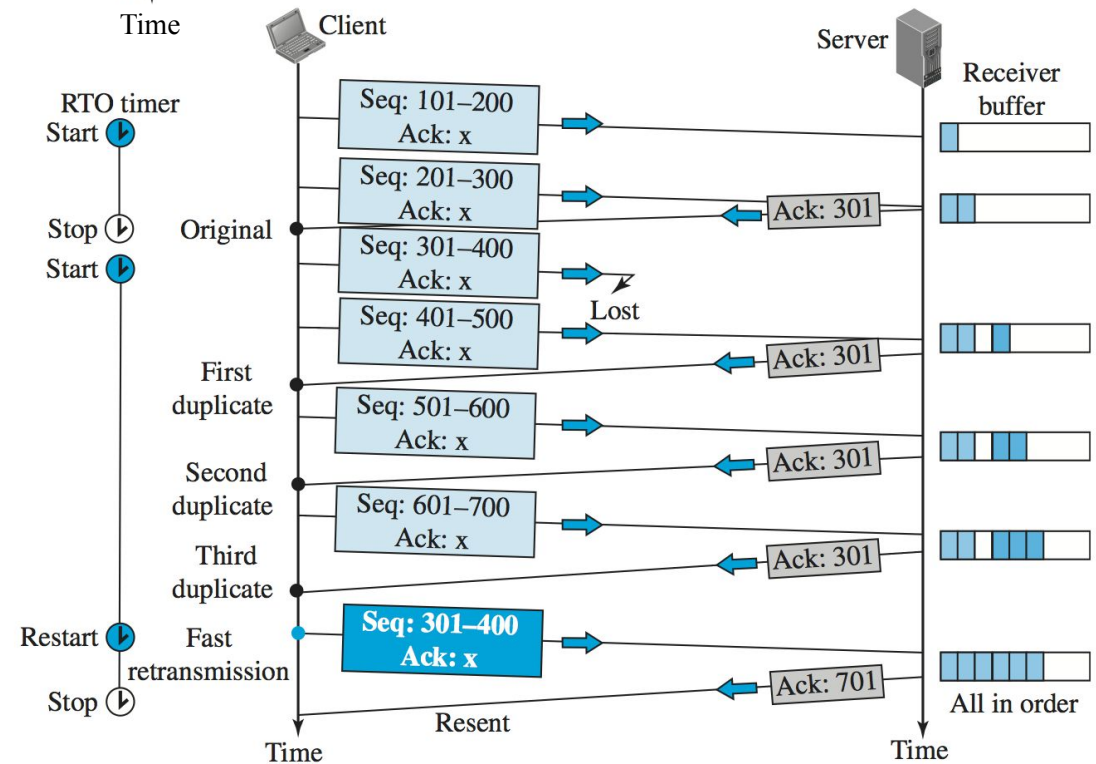 Time
Client
Server
Receiver
buffer
RTO timer
Start
Seq: 101–200
Ack: x
Seq: 201–300
Ack: x
Ack: 301
Stop
Original
Start
Seq: 301–400
Ack: x
Lost
Seq: 401–500
Ack: x
Ack: 301
First
duplicate
Seq: 501–600
Ack: x
Ack: 301
Second
duplicate
Seq: 601–700
Ack: x
Ack: 301
Third
duplicate
Restart
Fast
retransmission
Seq: 301–400
Ack: x
Ack: 701
Stop
All in order
Resent
Time
Time